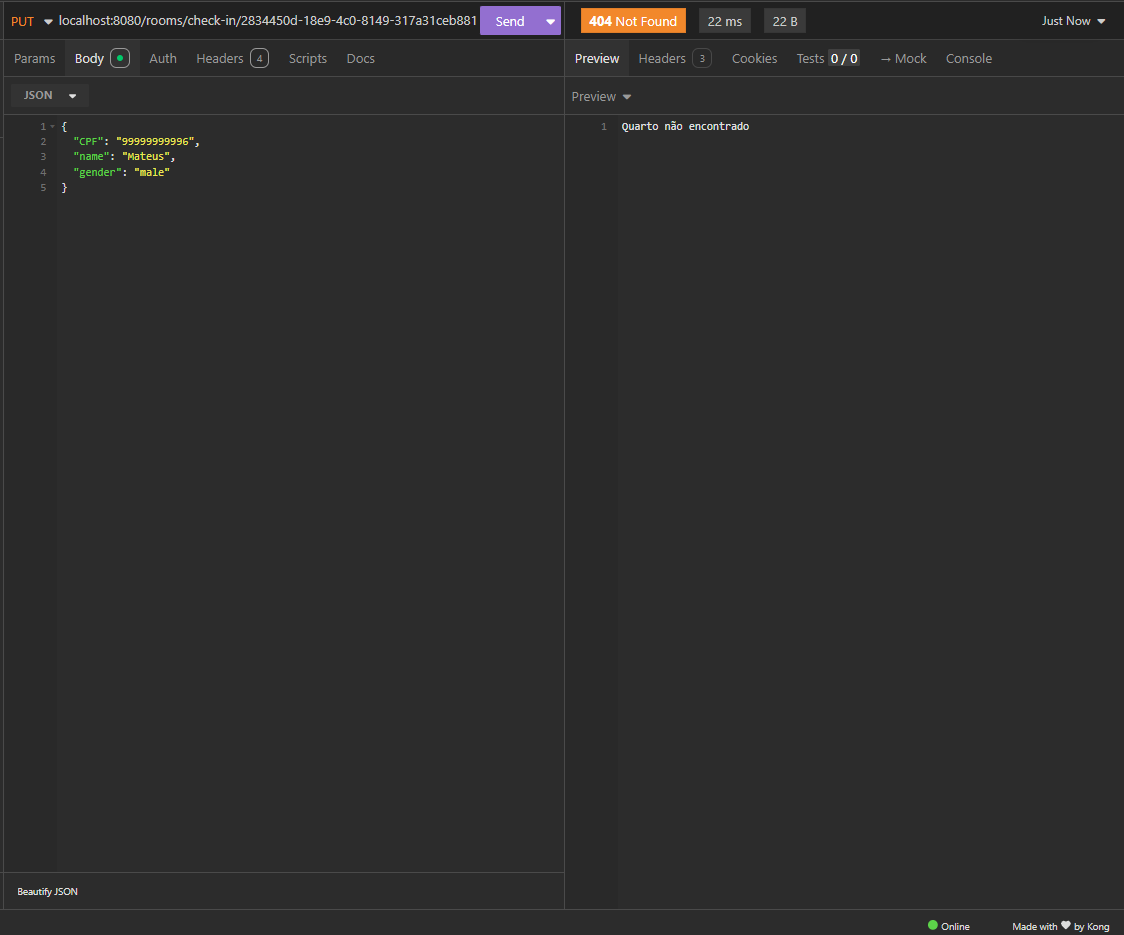 PUT localhost:8080/rooms/check-in/2834450d-18e9-4c0-8149-317a31ceb881 Send
404 Not Found 22 ms 22 B Just Now
Params Body Auth Headers 4 Scripts Docs
Preview Headers 3 Cookies Tests 0 / 0 → Mock Console
JSON
Preview
1 {
2 "CPF": "99999999996",
3 "name": "Mateus",
4 "gender": "male"
5 }
1 Quarto não encontrado
Beautify JSON
Online Made with ♥ by Kong